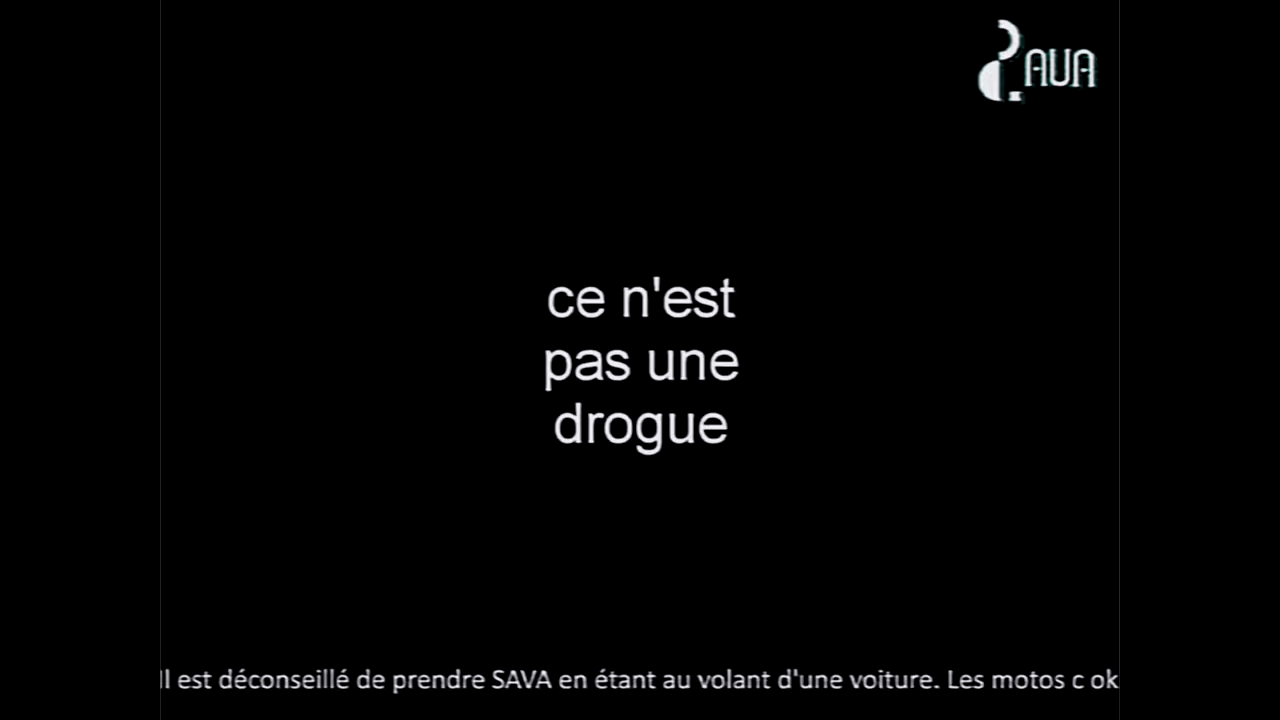 SAVA
ce n'est
pas une
drogue
Il est déconseillé de prendre SAVA en étant au volant d'une voiture. Les motos c ok